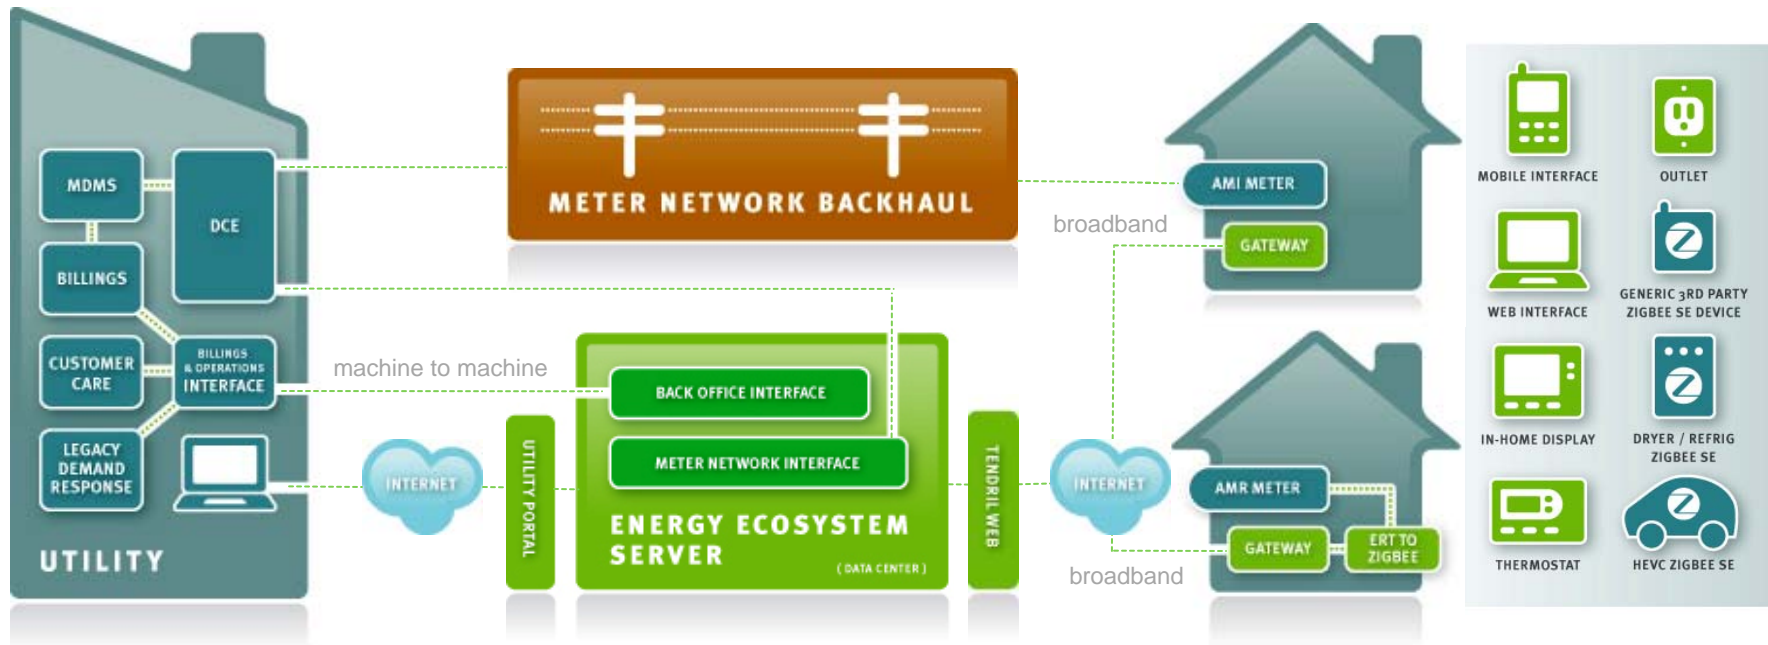 MDMS
DCE
BILLINGS
CUSTOMER
CARE
BILLINGS
& OPERATIONS
INTERFACE
LEGACY
DEMAND
RESPONSE
UTILITY
machine to machine
INTERNET
METER NETWORK BACKHAUL
UTILITY PORTAL
BACK OFFICE INTERFACE
METER NETWORK INTERFACE
ENERGY ECOSYSTEM
SERVER
( DATA CENTER )
TENDRIL WEB
broadband
INTERNET
broadband
AMI METER
GATEWAY
AMR METER
GATEWAY
ERT TO
ZIGBEE
MOBILE INTERFACE
OUTLET
WEB INTERFACE
Z
GENERIC 3RD PARTY
ZIGBEE SE DEVICE
IN-HOME DISPLAY
Z
DRYER / REFRIG
ZIGBEE SE
THERMOSTAT
Z
HEVC ZIGBEE SE